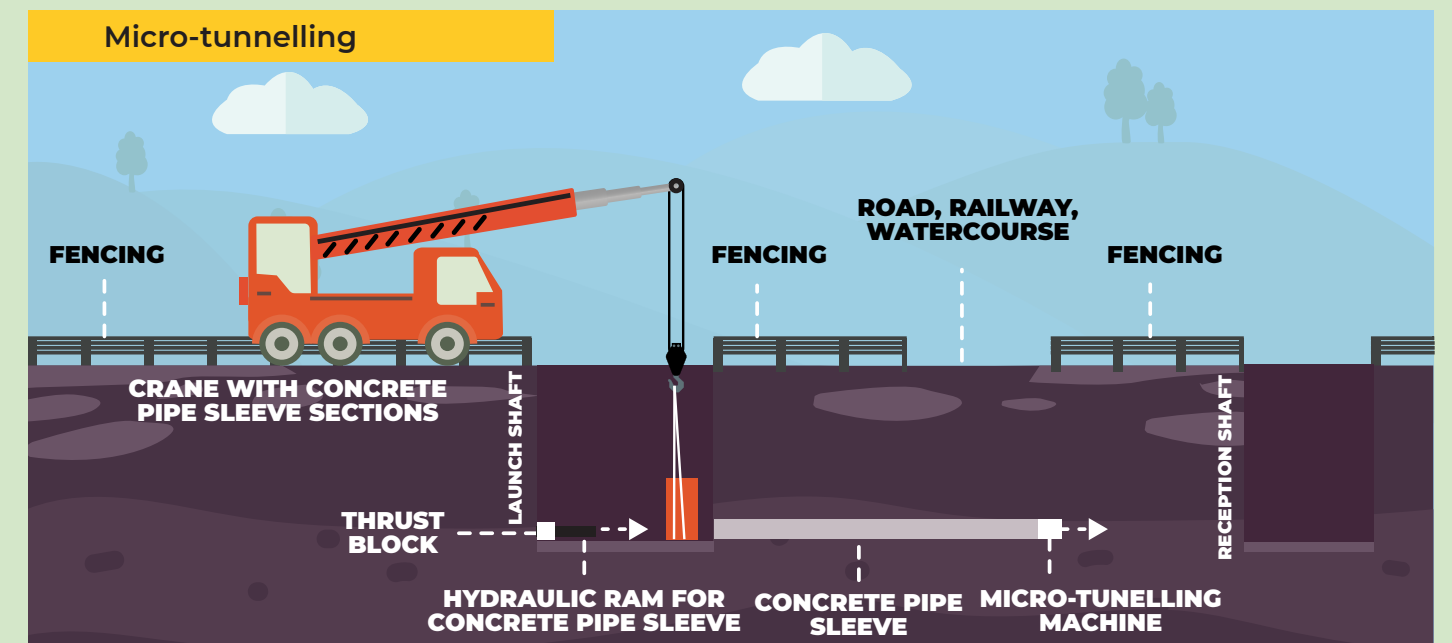 Micro-tunnelling
FENCING
FENCING
ROAD, RAILWAY,
WATERCOURSE
FENCING
CRANE WITH CONCRETE
PIPE SLEEVE SECTIONS
LAUNCH SHAFT
RECEPTION SHAFT
THRUST
BLOCK
HYDRAULIC RAM FOR
CONCRETE PIPE SLEEVE
CONCRETE PIPE
SLEEVE
MICRO-TUNELLING
MACHINE